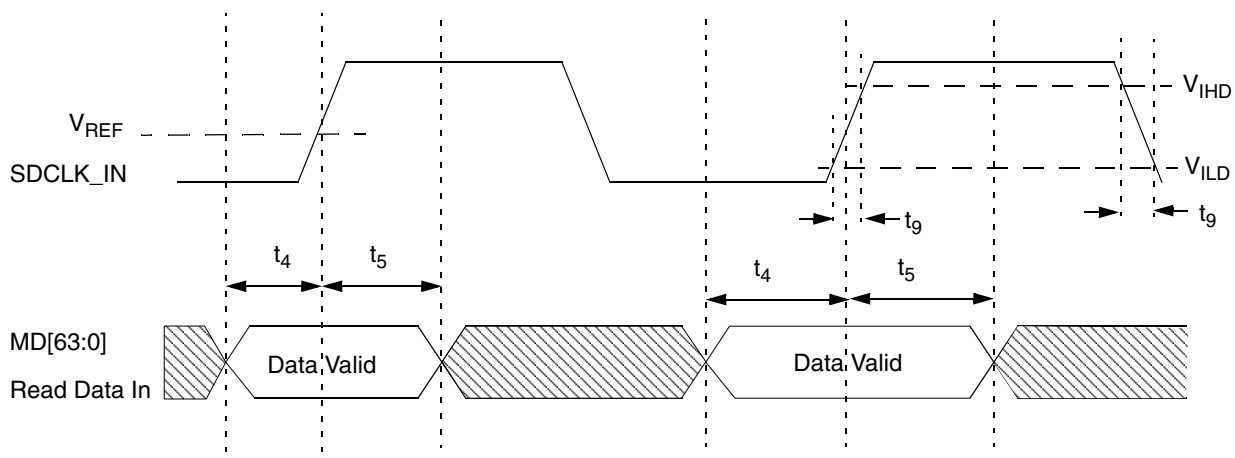 V_REF
SDCLK_IN
V_IHD
V_ILD
t_9
t_9
t_4
t_5
t_4
t_5
MD[63:0]
Read Data In
Data Valid
Data Valid